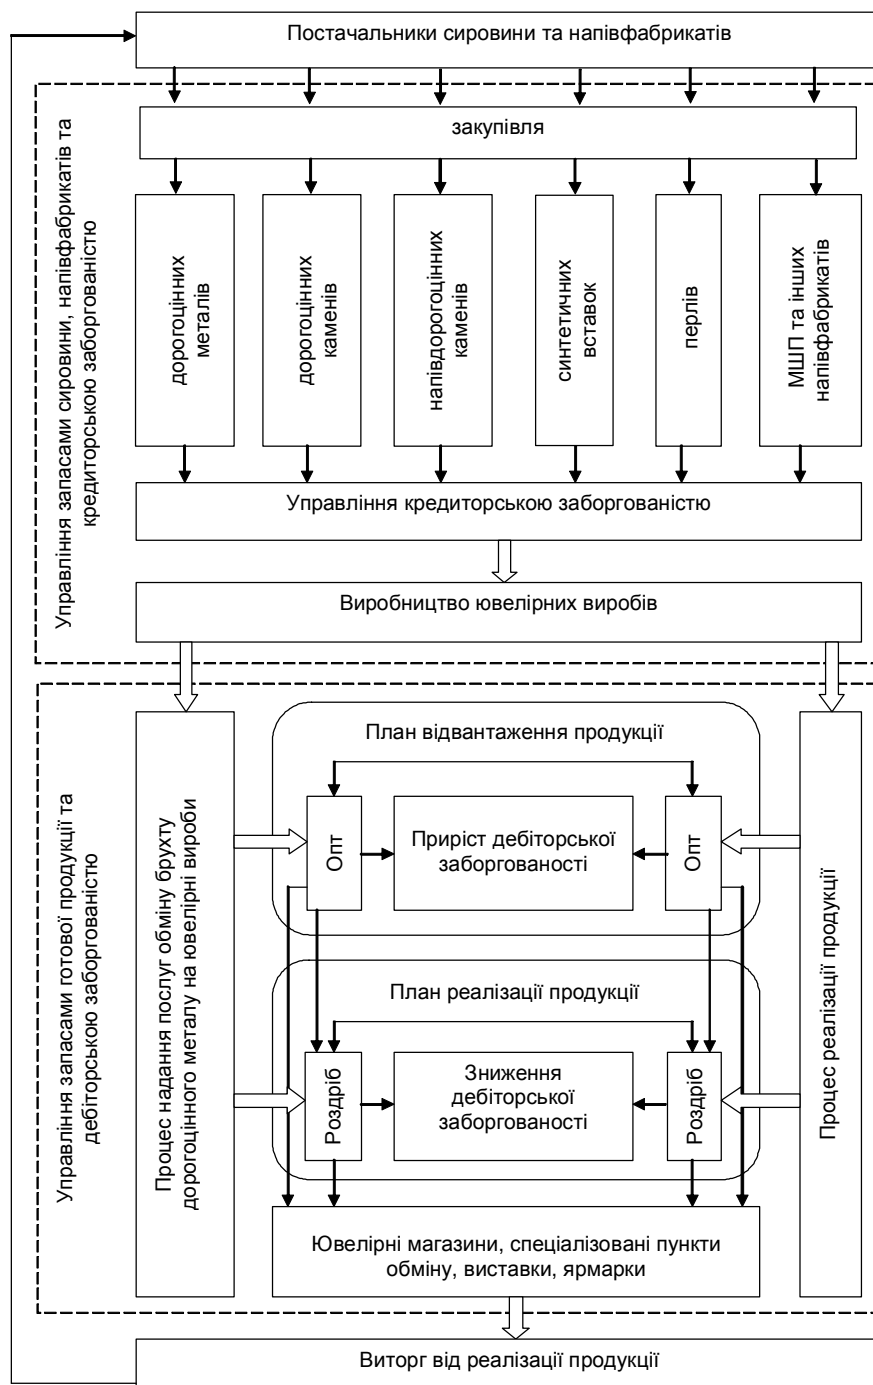 Постачальники сировини та напівфабрикатів
Управління запасами сировини, напівфабрикатів та
кредиторською заборгованістю
закупівля
дорогоцінних
металів
дорогоцінних
каменів
напівдорогоцінних
каменів
синтетичних
вставок
перлів
МШП та інших
напівфабрикатів
Управління кредиторською заборгованістю
Виробництво ювелірних виробів
Управління запасами готової продукції та
дебіторською заборгованістю
Процес надання послуг обміну брухту
дорогоцінного металу на ювелірні вироби
План відвантаження продукції
Опт
Приріст дебіторської
заборгованості
Опт
План реалізації продукції
Роздріб
Зниження
дебіторської
заборгованості
Роздріб
Процес реалізації продукції
Ювелірні магазини, спеціалізовані пункти
обміну, виставки, ярмарки
Виторг від реалізації продукції